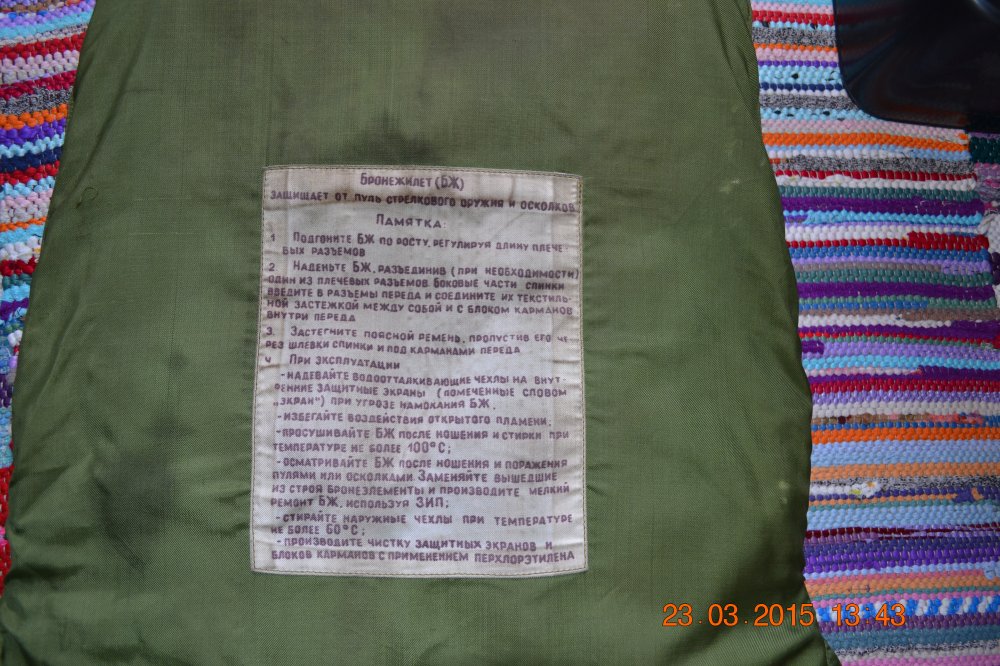 БРОНЕЖИЛЕТ (БЖ)
ЗАЩИЩАЕТ ОТ ПУЛЬ СТРЕЛКОВОГО ОРУЖИЯ И ОСКОЛКОВ
ПАМЯТКА:
1 ПОДГОНИТЕ БЖ ПО РОСТУ, РЕГУЛИРУЯ ДЛИНУ ПЛЕЧЕ-
ВЫХ РАЗЪЕМОВ
2. НАДЕНЬТЕ БЖ, РАЗЪЕДИНИВ (ПРИ НЕОБХОДИМОСТИ)
ОДИН ИЗ ПЛЕЧЕВЫХ РАЗЪЕМОВ БОКОВЫЕ ЧАСТИ СПИНКИ
ВВЕДИТЕ В РАЗЪЕМЫ ПЕРЕДА И СОЕДИНИТЕ ИХ ТЕКСТИЛЬ-
НОЙ ЗАСТЕЖКОЙ МЕЖДУ СОБОЙ И С БЛОКОМ КАРМАНОВ
ВНУТРИ ПЕРЕДА
3. ЗАСТЕГНИТЕ ПОЯСНОЙ РЕМЕНЬ, ПРОПУСТИВ ЕГО ЧЕ-
РЕЗ ШЛЕВКИ СПИНКИ И ПОД КАРМАНАМИ ПЕРЕДА
4 ПРИ ЭКСПЛУАТАЦИИ
- НАДЕВАЙТЕ ВОДООТТАЛКИВАЮЩИЕ ЧЕХЛЫ НА ВНУТ-
РЕННИЕ ЗАЩИТНЫЕ ЭКРАНЫ (ПОМЕЧЕННЫЕ СЛОВОМ
„ЭКРАН") ПРИ УГРОЗЕ НАМОКАНИЯ БЖ,
- ИЗБЕГАЙТЕ ВОЗДЕЙСТВИЯ ОТКРЫТОГО ПЛАМЕНИ;
- ПРОСУШИВАЙТЕ БЖ ПОСЛЕ НОШЕНИЯ И СТИРКИ ПРИ
ТЕМПЕРАТУРЕ НЕ БОЛЕЕ 100°С;
- ОСМАТРИВАЙТЕ БЖ ПОСЛЕ НОШЕНИЯ И ПОРАЖЕНИЯ
ПУЛЯМИ ИЛИ ОСКОЛКАМИ. ЗАМЕНЯЙТЕ ВЫШЕДШИЕ
ИЗ СТРОЯ БРОНЕЭЛЕМЕНТЫ И ПРОИЗВОДИТЕ МЕЛКИЙ
РЕМОНТ БЖ, ИСПОЛЬЗУЯ ЗИП;
- СТИРАЙТЕ НАРУЖНЫЕ ЧЕХЛЫ ПРИ ТЕМПЕРАТУРЕ
НЕ БОЛЕЕ 60°С;
- ПРОИЗВОДИТЕ ЧИСТКУ ЗАЩИТНЫХ ЭКРАНОВ И
БЛОКОВ КАРМАНОВ С ПРИМЕНЕНИЕМ ПЕРХЛОРЭТИЛЕНА
23.03.2015 13:43